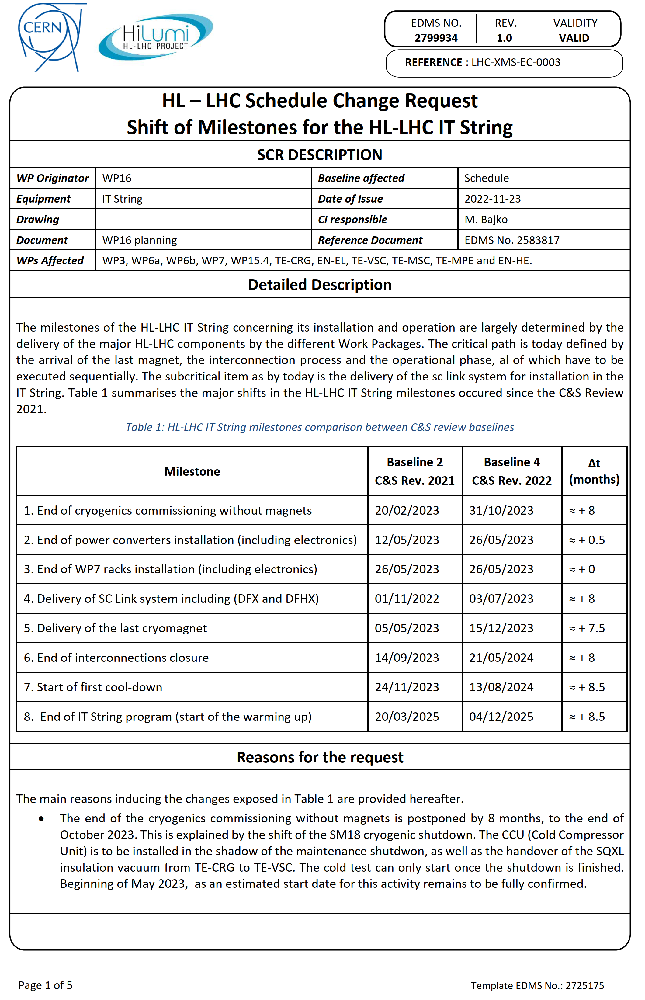 CERN
HiLumi
HL-LHC PROJECT
EDMS NO. REV. VALIDITY
2799934 1.0 VALID
REFERENCE : LHC-XMS-EC-0003
HL – LHC Schedule Change Request
Shift of Milestones for the HL-LHC IT String
SCR DESCRIPTION
WP Originator WP16 Baseline affected Schedule
Equipment IT String Date of Issue 2022-11-23
Drawing - CI responsible M. Bajko
Document WP16 planning Reference Document EDMS No. 2583817
WPs Affected WP3, WP6a, WP6b, WP7, WP15.4, TE-CRG, EN-EL, TE-VSC, TE-MSC, TE-MPE and EN-HE.
Detailed Description
The milestones of the HL-LHC IT String concerning its installation and operation are largely determined by the
delivery of the major HL-LHC components by the different Work Packages. The critical path is today defined by
the arrival of the last magnet, the interconnection process and the operational phase, al of which have to be
executed sequentially. The subcritical item as by today is the delivery of the sc link system for installation in the
IT String. Table 1 summarises the major shifts in the HL-LHC IT String milestones occured since the C&S Review
2021.
Table 1: HL-LHC IT String milestones comparison between C&S review baselines
Milestone Baseline 2 Baseline 4 Δt
C&S Rev. 2021 C&S Rev. 2022 (months)
1. End of cryogenics commissioning without magnets 20/02/2023 31/10/2023 ≈ + 8
2. End of power converters installation (including electronics) 12/05/2023 26/05/2023 ≈ + 0.5
3. End of WP7 racks installation (including electronics) 26/05/2023 26/05/2023 ≈ + 0
4. Delivery of SC Link system including (DFX and DFHX) 01/11/2022 03/07/2023 ≈ + 8
5. Delivery of the last cryomagnet 05/05/2023 15/12/2023 ≈ + 7.5
6. End of interconnections closure 14/09/2023 21/05/2024 ≈ + 8
7. Start of first cool-down 24/11/2023 13/08/2024 ≈ + 8.5
8. End of IT String program (start of the warming up) 20/03/2025 04/12/2025 ≈ + 8.5
Reasons for the request
The main reasons inducing the changes exposed in Table 1 are provided hereafter.
• The end of the cryogenics commissioning without magnets is postponed by 8 months, to the end of
October 2023. This is explained by the shift of the SM18 cryogenic shutdown. The CCU (Cold Compressor
Unit) is to be installed in the shadow of the maintenance shutdwon, as well as the handover of the SQXL
insulation vacuum from TE-CRG to TE-VSC. The cold test can only start once the shutdown is finished.
Beginning of May 2023, as an estimated start date for this activity remains to be fully confirmed.
Page 1 of 5 Template EDMS No.: 2725175